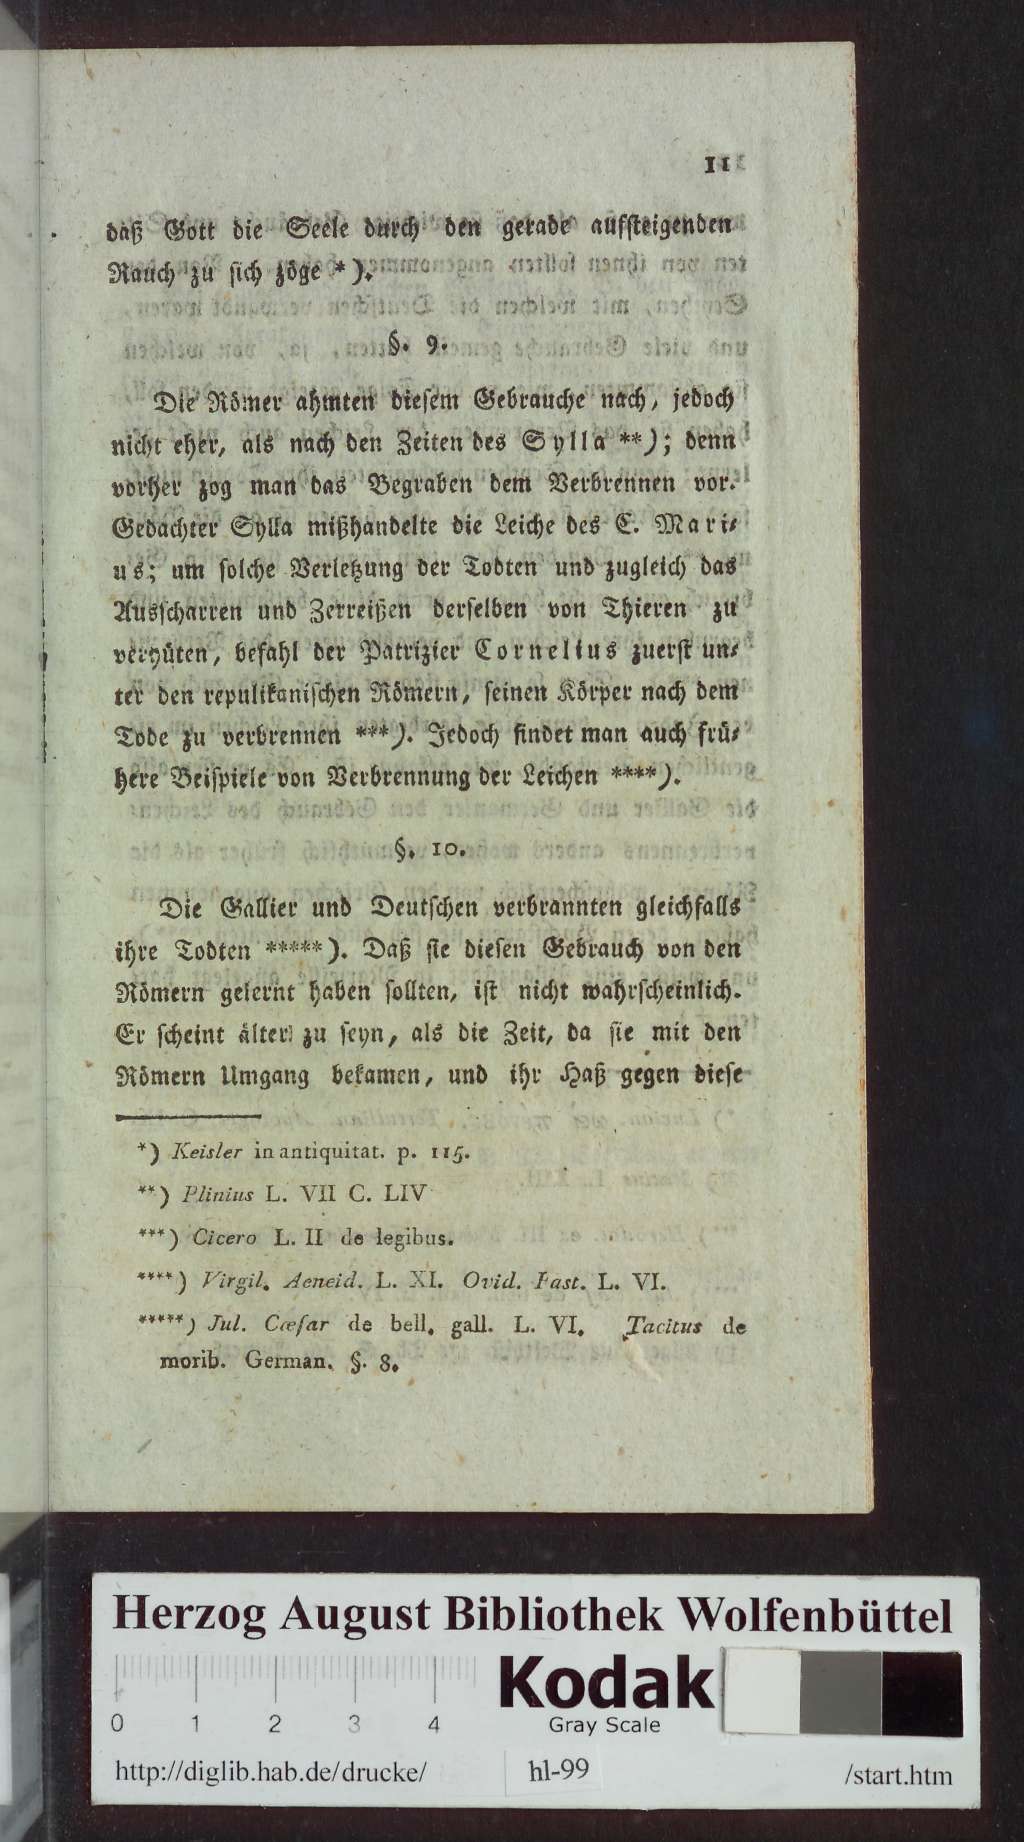 11
daß Gott die Seele durch den gerade aufsteigenden
Rauch zu sich zöge *).
§. 9.
Die Römer ahmten diesem Gebrauche nach, jedoch
nicht eher, als nach den Zeiten des Sylla **); denn
vorher zog man das Begraben dem Verbrennen vor.
Gedachter Sylla mißhandelte die Leiche des C. Mari-
us; um solche Verletzung der Todten und zugleich das
Ausscharren und Zerreißen derselben von Thieren zu
verhüten, befahl der Patrizier Cornelius zuerst un-
ter den repulikanischen Römern, seinen Körper nach dem
Tode zu verbrennen ***). Jedoch findet man auch frü-
here Beispiele von Verbrennung der Leichen ****).
§. 10.
Die Gallier und Deutschen verbrannten gleichfalls
ihre Todten *****). Daß sie diesen Gebrauch von den
Römern gelernt haben sollten, ist nicht wahrscheinlich.
Er scheint älter zu seyn, als die Zeit, da sie mit den
Römern Umgang bekamen, und ihr Haß gegen diese
*) Keisler in antiquitat. p. 115.
**) Plinius L. VII C. LIV
***) Cicero L. II de legibus.
****) Virgil. Aeneid. L. XI. Ovid. Fast. L. VI.
*****) Jul. Cæsar de bell. gall. L. VI. Tacitus de
morib. German. §. 8.
Herzog August Bibliothek Wolfenbüttel
Kodak
Gray Scale
0 1 2 3 4
http://diglib.hab.de/drucke/ hl-99 /start.htm